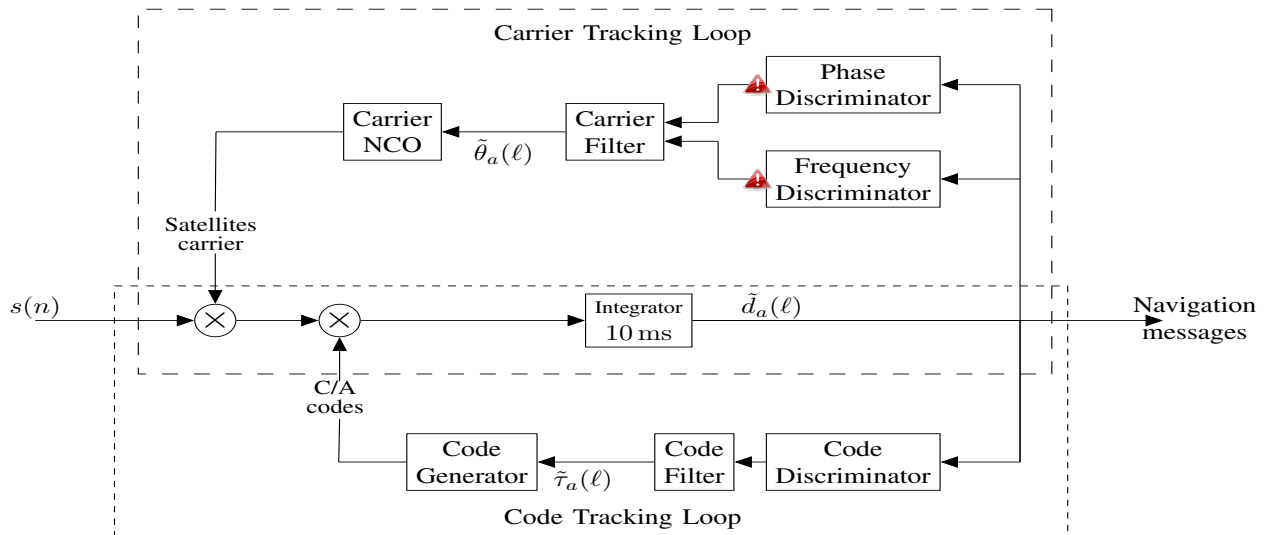 Carrier Tracking Loop
Phase
Discriminator
Carrier
NCO
Carrier
Filter
θ̃ₐ(ℓ)
Frequency
Discriminator
Satellites
carrier
s(n)
Integrator
10 ms
d̃ₐ(ℓ)
Navigation
messages
C/A
codes
Code
Generator
τ̃ₐ(ℓ)
Code
Filter
Code
Discriminator
Code Tracking Loop